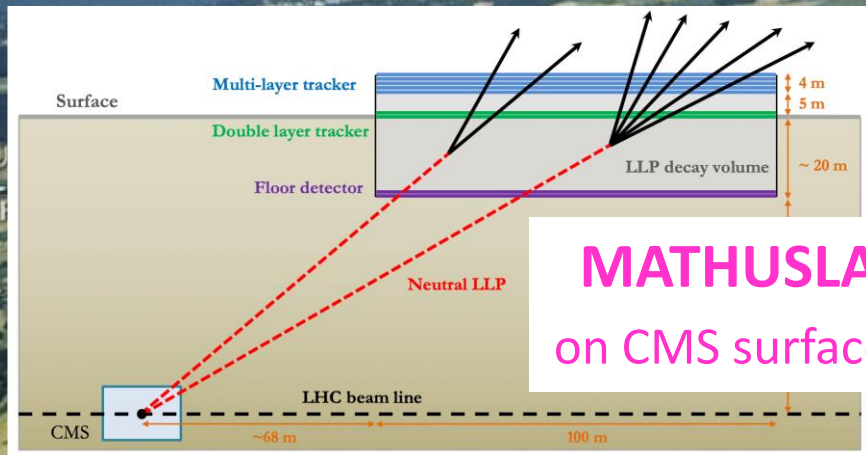 Multi-layer tracker
4 m
5 m
Surface
Double layer tracker
LLP decay volume
~ 20 m
Floor detector
MATHUSLA
Neutral LLP
on CMS surface
LHC beam line
CMS
~68 m
100 m